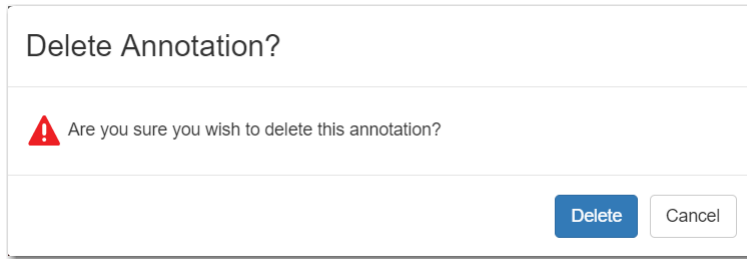 Delete Annotation?
Are you sure you wish to delete this annotation?
Delete Cancel